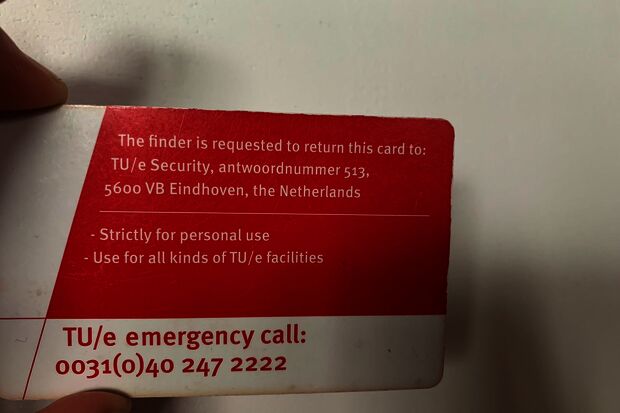 The finder is requested to return this card to:
TU/e Security, antwoordnummer 513,
5600 VB Eindhoven, the Netherlands
- Strictly for personal use
- Use for all kinds of TU/e facilities
TU/e emergency call:
0031(0)40 247 2222